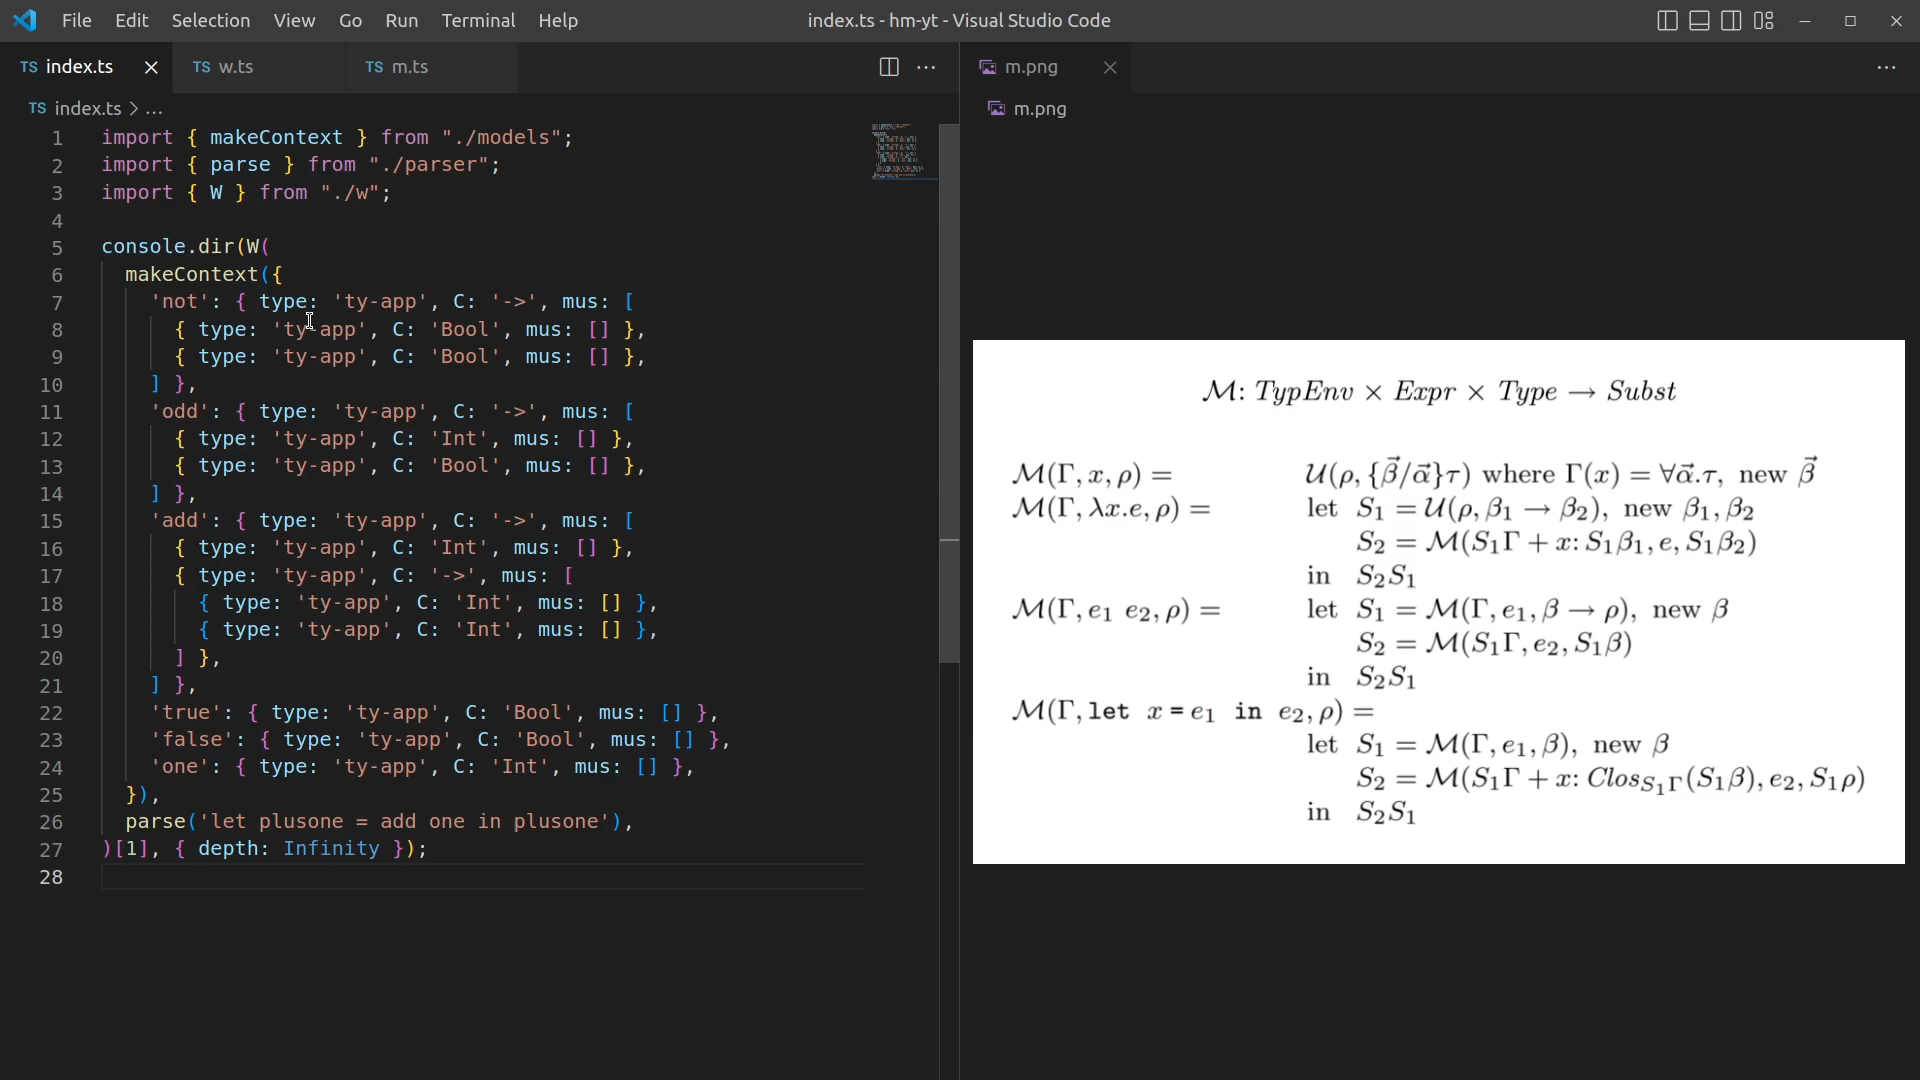 File Edit Selection View Go Run Terminal Help index.ts - hm-yt - Visual Studio Code
TS index.ts TS w.ts TS m.ts
TS index.ts > ...
1 import { makeContext } from "./models";
2 import { parse } from "./parser";
3 import { W } from "./w";
4
5 console.dir(W(
6 makeContext({
7 'not': { type: 'ty-app', C: '->', mus: [
8 { type: 'ty-app', C: 'Bool', mus: [] },
9 { type: 'ty-app', C: 'Bool', mus: [] },
10 ] },
11 'odd': { type: 'ty-app', C: '->', mus: [
12 { type: 'ty-app', C: 'Int', mus: [] },
13 { type: 'ty-app', C: 'Bool', mus: [] },
14 ] },
15 'add': { type: 'ty-app', C: '->', mus: [
16 { type: 'ty-app', C: 'Int', mus: [] },
17 { type: 'ty-app', C: '->', mus: [
18 { type: 'ty-app', C: 'Int', mus: [] },
19 { type: 'ty-app', C: 'Int', mus: [] },
20 ] },
21 ] },
22 'true': { type: 'ty-app', C: 'Bool', mus: [] },
23 'false': { type: 'ty-app', C: 'Bool', mus: [] },
24 'one': { type: 'ty-app', C: 'Int', mus: [] },
25 }),
26 parse('let plusone = add one in plusone'),
27 )[1], { depth: Infinity });
28
m.png
m.png
ℳ: TypEnv × Expr × Type → Subst
ℳ(Γ, x, ρ) = 𝒰(ρ, {β⃗/α⃗}τ) where Γ(x) = ∀α⃗.τ, new β⃗
ℳ(Γ, λx.e, ρ) = let S₁ = 𝒰(ρ, β₁ → β₂), new β₁, β₂
S₂ = ℳ(S₁Γ + x: S₁β₁, e, S₁β₂)
in S₂S₁
ℳ(Γ, e₁ e₂, ρ) = let S₁ = ℳ(Γ, e₁, β → ρ), new β
S₂ = ℳ(S₁Γ, e₂, S₁β)
in S₂S₁
ℳ(Γ, let x = e₁ in e₂, ρ) =
let S₁ = ℳ(Γ, e₁, β), new β
S₂ = ℳ(S₁Γ + x: Clos_{S₁Γ}(S₁β), e₂, S₁ρ)
in S₂S₁